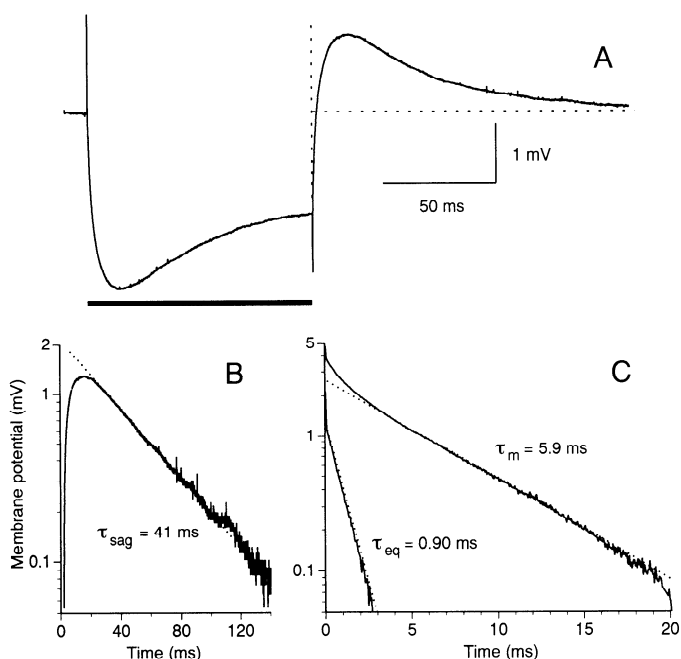 A
1 mV
50 ms
B
C
Membrane potential (mV)
2
1
0.1
τsag = 41 ms
0 40 80 120
Time (ms)
5
1
0.1
τm = 5.9 ms
τeq = 0.90 ms
0 5 10 15 20
Time (ms)